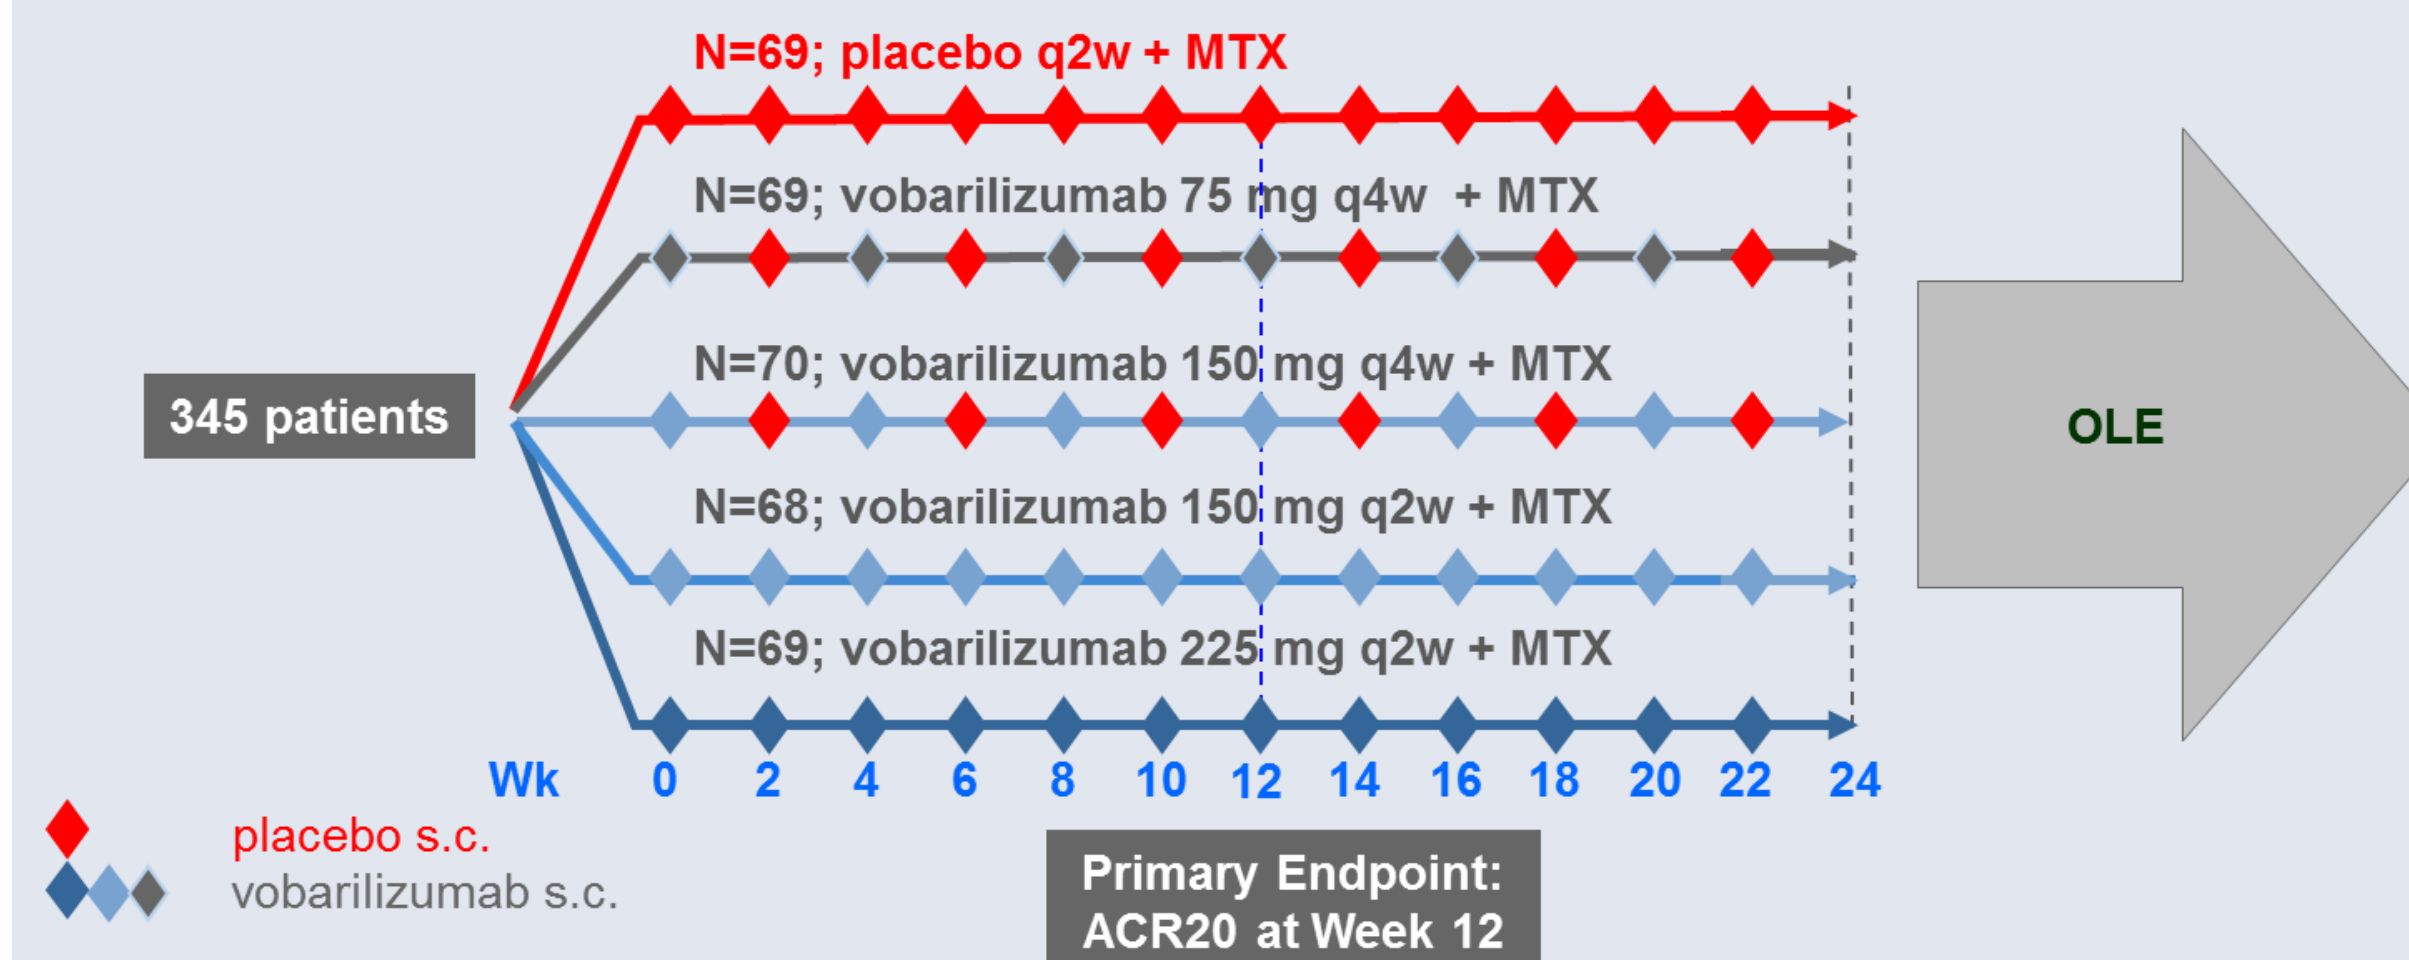 N=69; placebo q2w + MTX
N=69; vobarilizumab 75 mg q4w + MTX
N=70; vobarilizumab 150 mg q4w + MTX
345 patients
OLE
N=68; vobarilizumab 150 mg q2w + MTX
N=69; vobarilizumab 225 mg q2w + MTX
Wk 0 2 4 6 8 10 12 14 16 18 20 22 24
placebo s.c.
vobarilizumab s.c.
Primary Endpoint:
ACR20 at Week 12